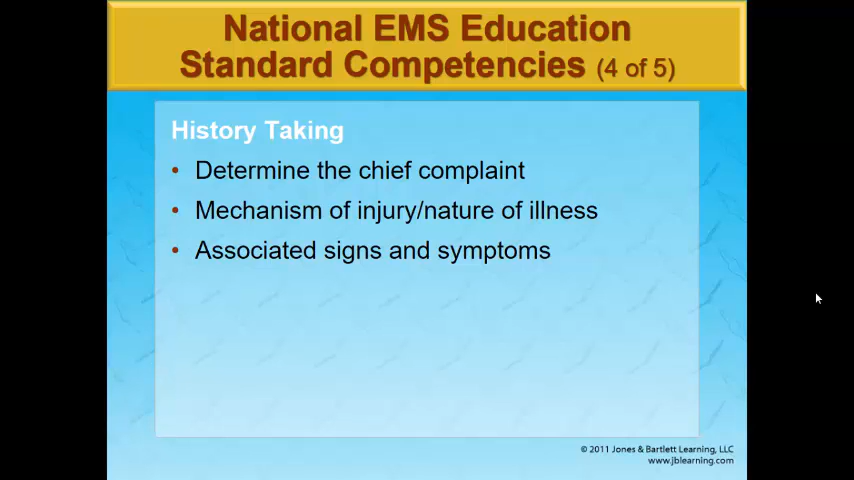 National EMS Education
Standard Competencies (4 of 5)
History Taking
• Determine the chief complaint
• Mechanism of injury/nature of illness
• Associated signs and symptoms
© 2011 Jones & Bartlett Learning, LLC
www.jblearning.com